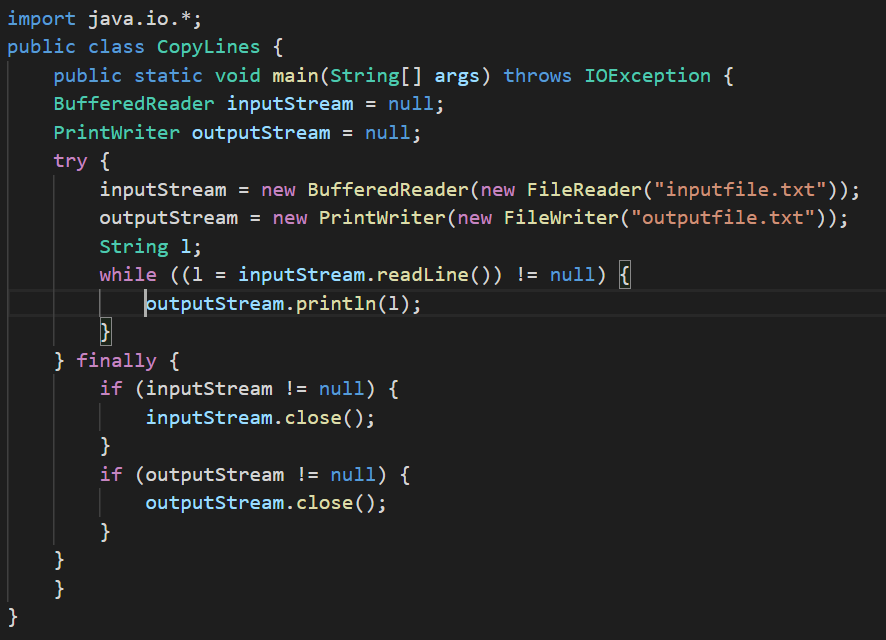 import java.io.*;
public class CopyLines {
    public static void main(String[] args) throws IOException {
    BufferedReader inputStream = null;
    PrintWriter outputStream = null;
    try {
        inputStream = new BufferedReader(new FileReader("inputfile.txt"));
        outputStream = new PrintWriter(new FileWriter("outputfile.txt"));
        String l;
        while ((l = inputStream.readLine()) != null) {
            outputStream.println(l);
        }
    } finally {
        if (inputStream != null) {
            inputStream.close();
        }
        if (outputStream != null) {
            outputStream.close();
        }
    }
    }
}